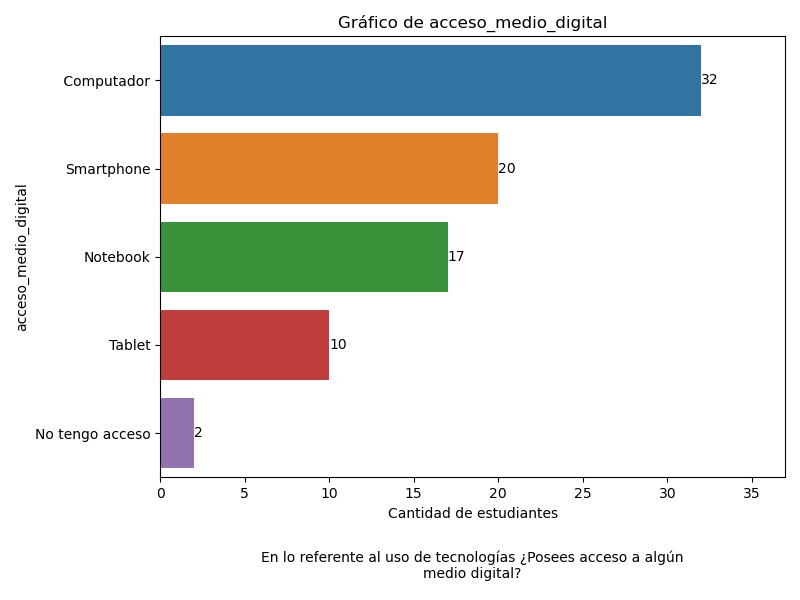 Gráfico de acceso_medio_digital
acceso_medio_digital
Computador
32
Smartphone
20
Notebook
17
Tablet
10
No tengo acceso
2
0 5 10 15 20 25 30 35
Cantidad de estudiantes
En lo referente al uso de tecnologías ¿Posees acceso a algún
medio digital?